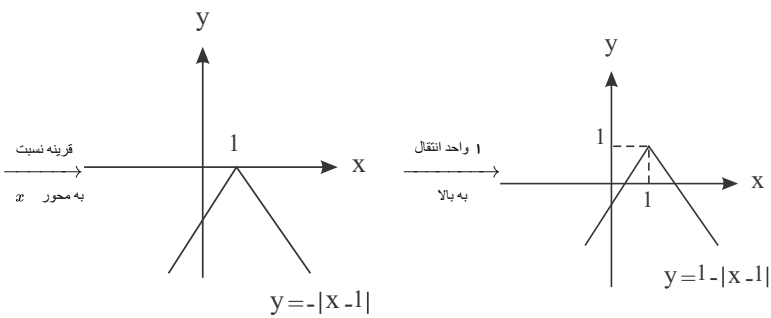 قرینه نسبت
به محور x
y
1
x
y=-|x-1|
۱ واحد انتقال
به بالا
y
1
x
1
y=1-|x-1|